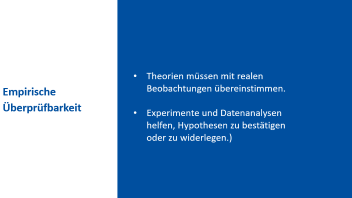 Empirische
Überprüfbarkeit
• Theorien müssen mit realen
Beobachtungen übereinstimmen.
• Experimente und Datenanalysen
helfen, Hypothesen zu bestätigen
oder zu widerlegen.)